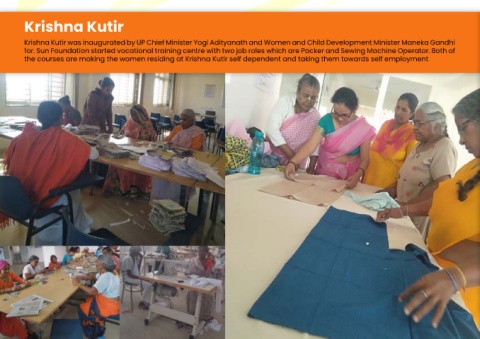 Krishna Kutir
Krishna Kutir was inaugurated by UP Chief Minister Yogi Adityanath and Women and Child Development Minister Maneka Gandhi
for. Sun Foundation started vocational training centre with two job roles which are Packer and Sewing Machine Operator. Both of
the courses are making the women residing at Krishna Kutir self dependent and taking them towards self employment